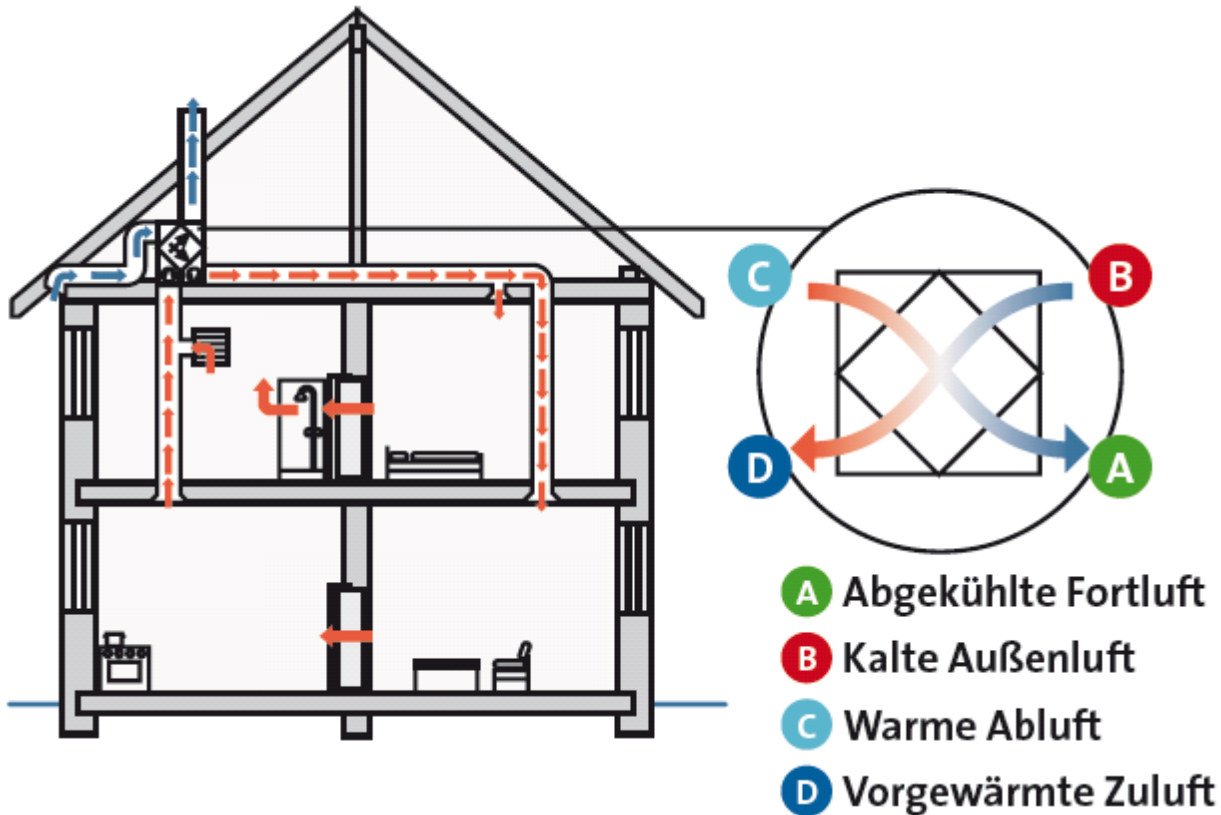 C
B
D
A
A Abgekühlte Fortluft
B Kalte Außenluft
C Warme Abluft
D Vorgewärmte Zuluft